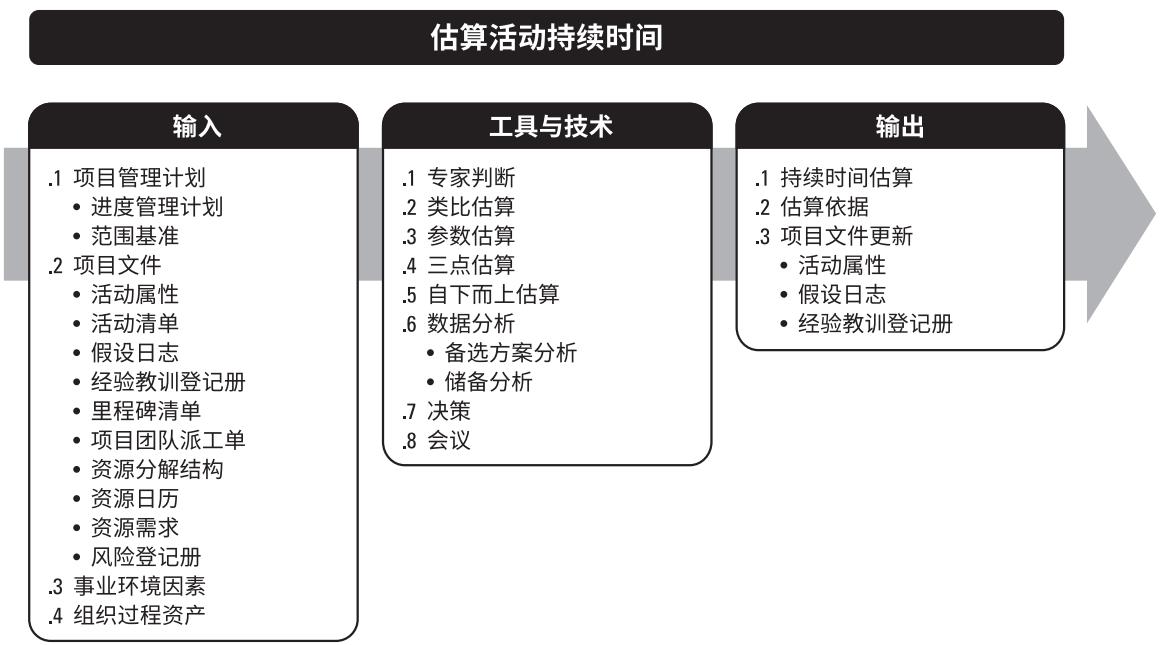 估算活动持续时间
输入
.1 项目管理计划
• 进度管理计划
• 范围基准
.2 项目文件
• 活动属性
• 活动清单
• 假设日志
• 经验教训登记册
• 里程碑清单
• 项目团队派工单
• 资源分解结构
• 资源日历
• 资源需求
• 风险登记册
.3 事业环境因素
.4 组织过程资产
工具与技术
.1 专家判断
.2 类比估算
.3 参数估算
.4 三点估算
.5 自下而上估算
.6 数据分析
• 备选方案分析
• 储备分析
.7 决策
.8 会议
输出
.1 持续时间估算
.2 估算依据
.3 项目文件更新
• 活动属性
• 假设日志
• 经验教训登记册